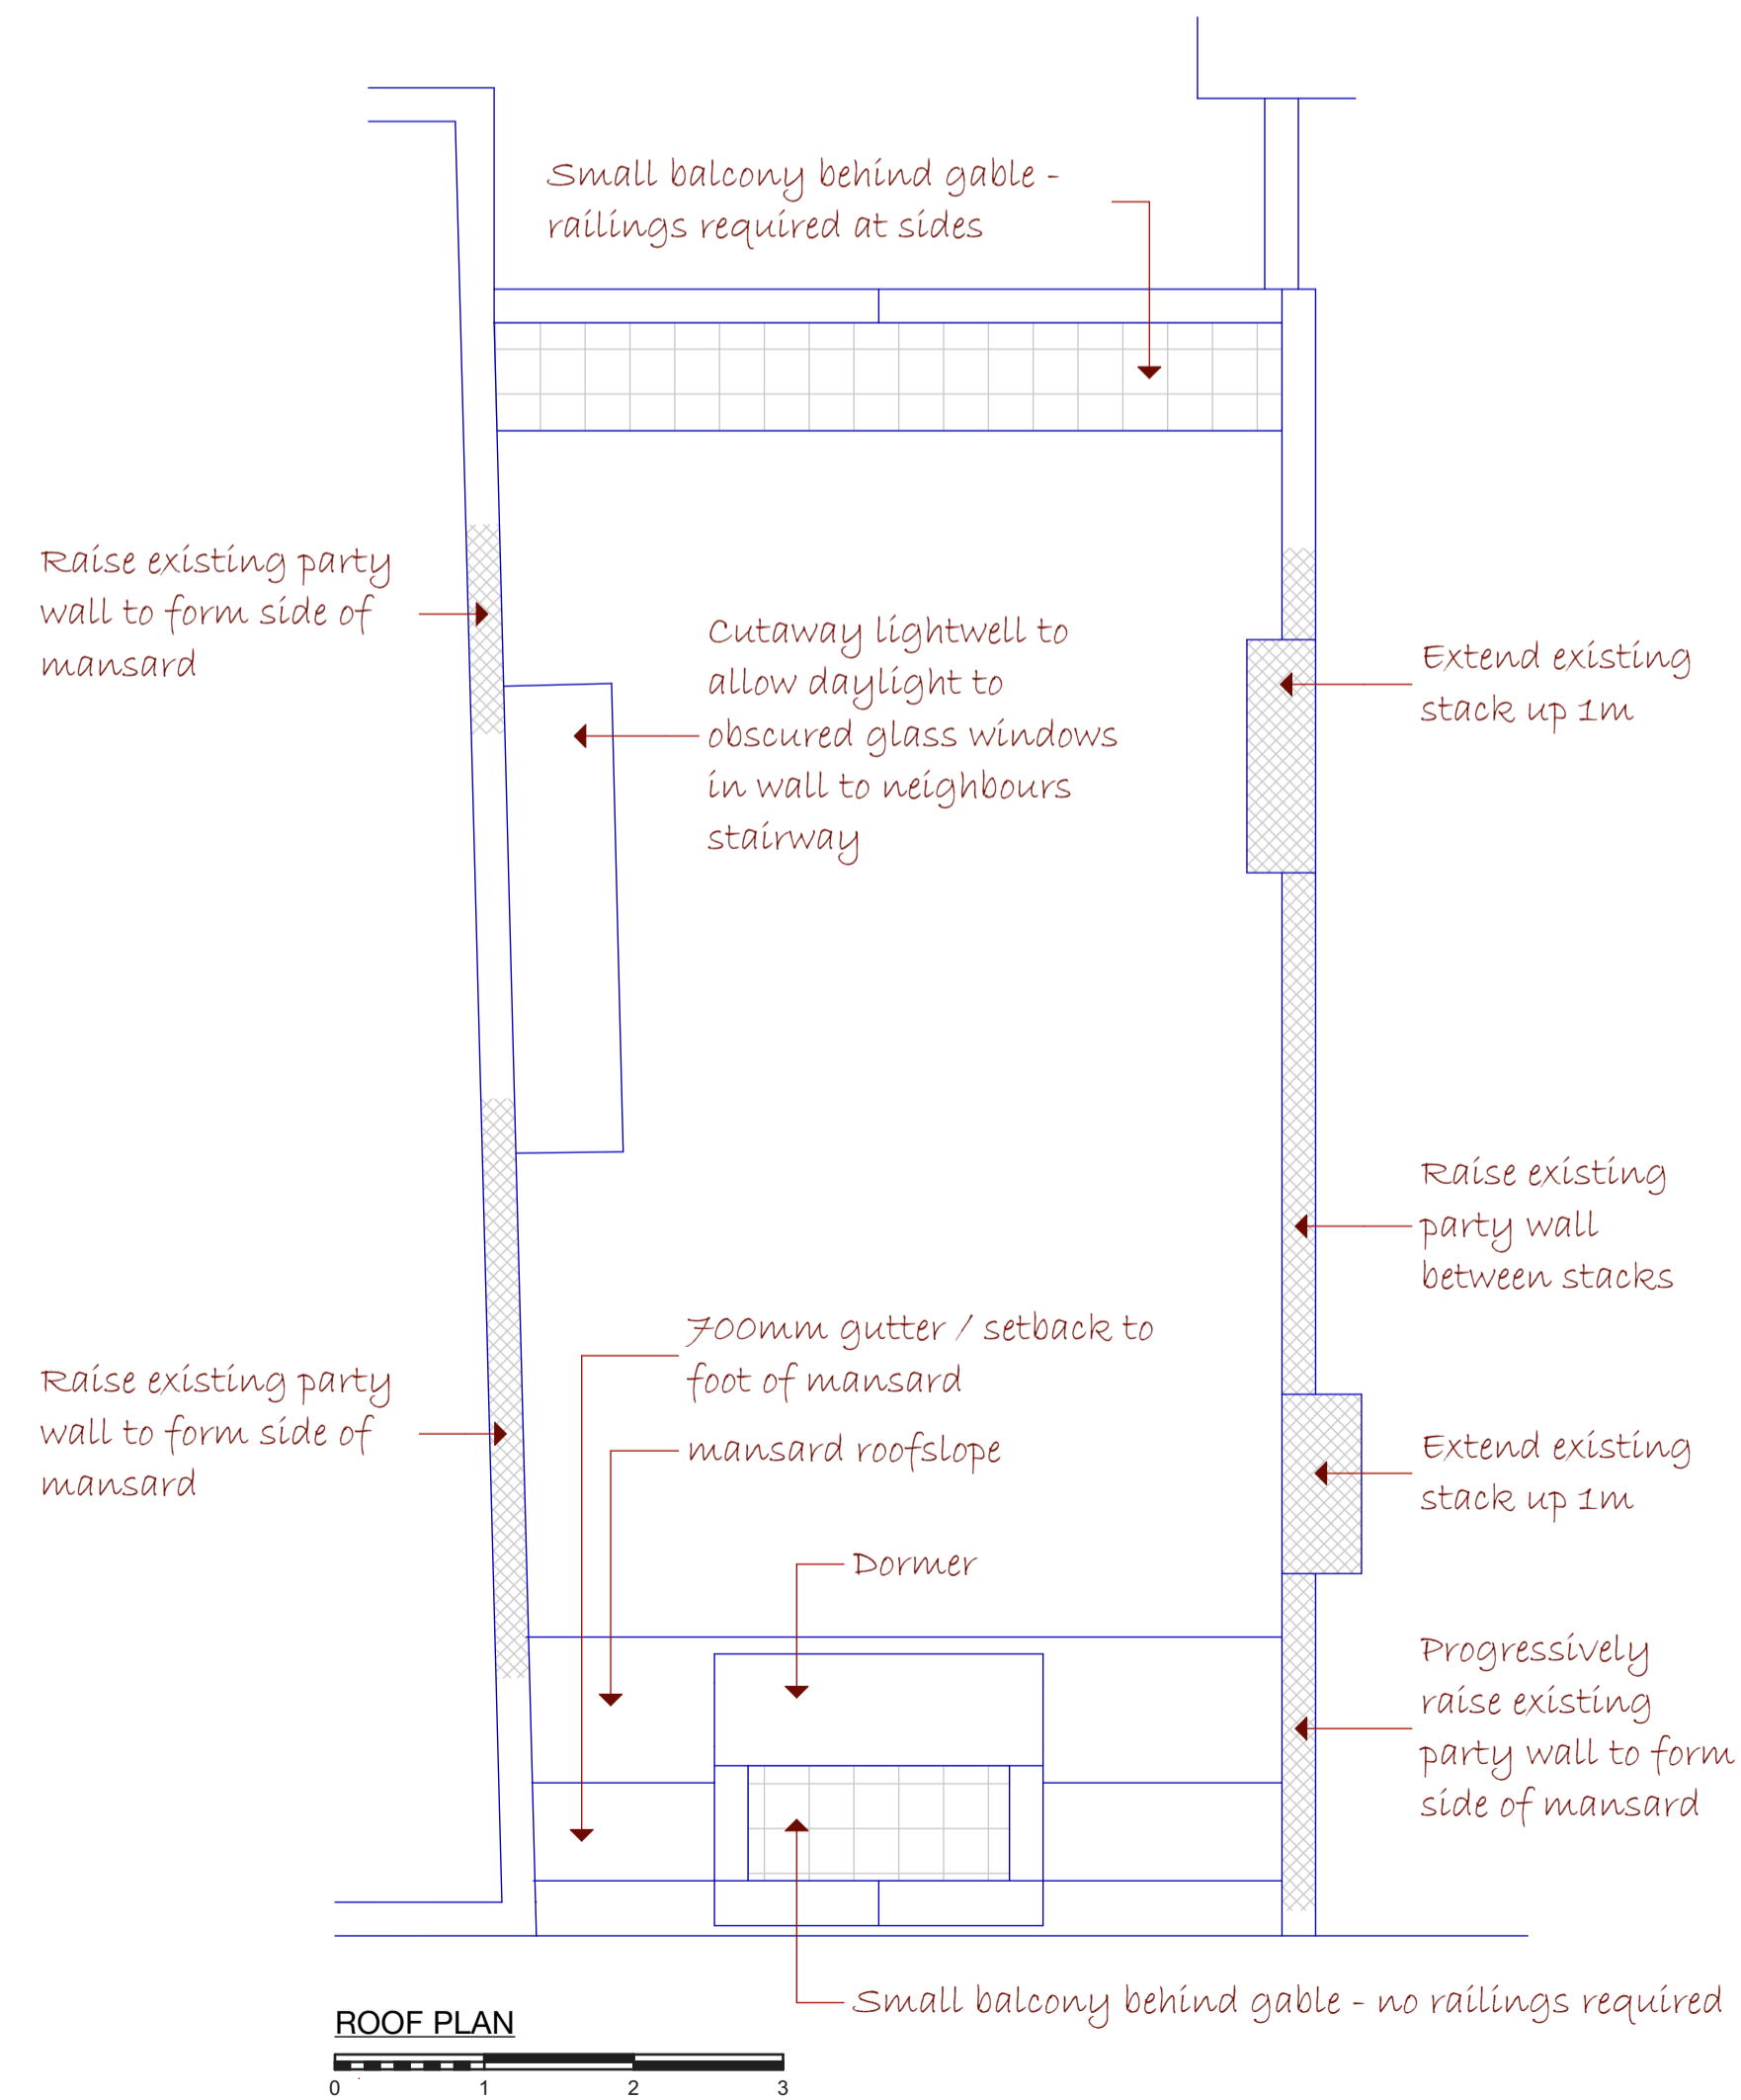 Small balcony behind gable -
railings required at sides
Raise existing party
wall to form side of
mansard
Cutaway lightwell to
allow daylight to
obscured glass windows
in wall to neighbours
stairway
Extend existing
stack up 1m
Raise existing
party wall
between stacks
700mm gutter / setback to
foot of mansard
mansard roofslope
Raise existing party
wall to form side of
mansard
Extend existing
stack up 1m
Dormer
Progressively
raise existing
party wall to form
side of mansard
Small balcony behind gable - no railings required
ROOF PLAN
0 1 2 3